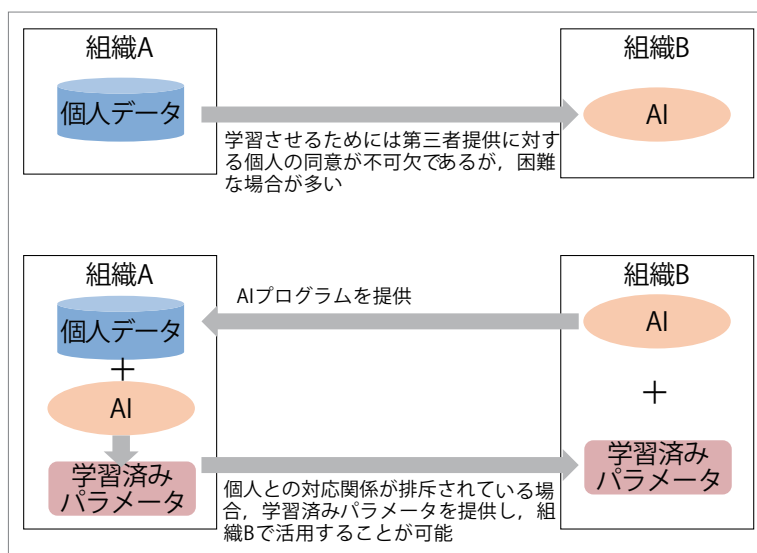 組織A
個人データ
組織B
AI
学習させるためには第三者提供に対す
る個人の同意が不可欠であるが，困難
な場合が多い
組織A
個人データ
＋
AI
学習済み
パラメータ
AIプログラムを提供
組織B
AI
＋
学習済み
パラメータ
個人との対応関係が排斥されている場
合，学習済みパラメータを提供し，組
織Bで活用することが可能